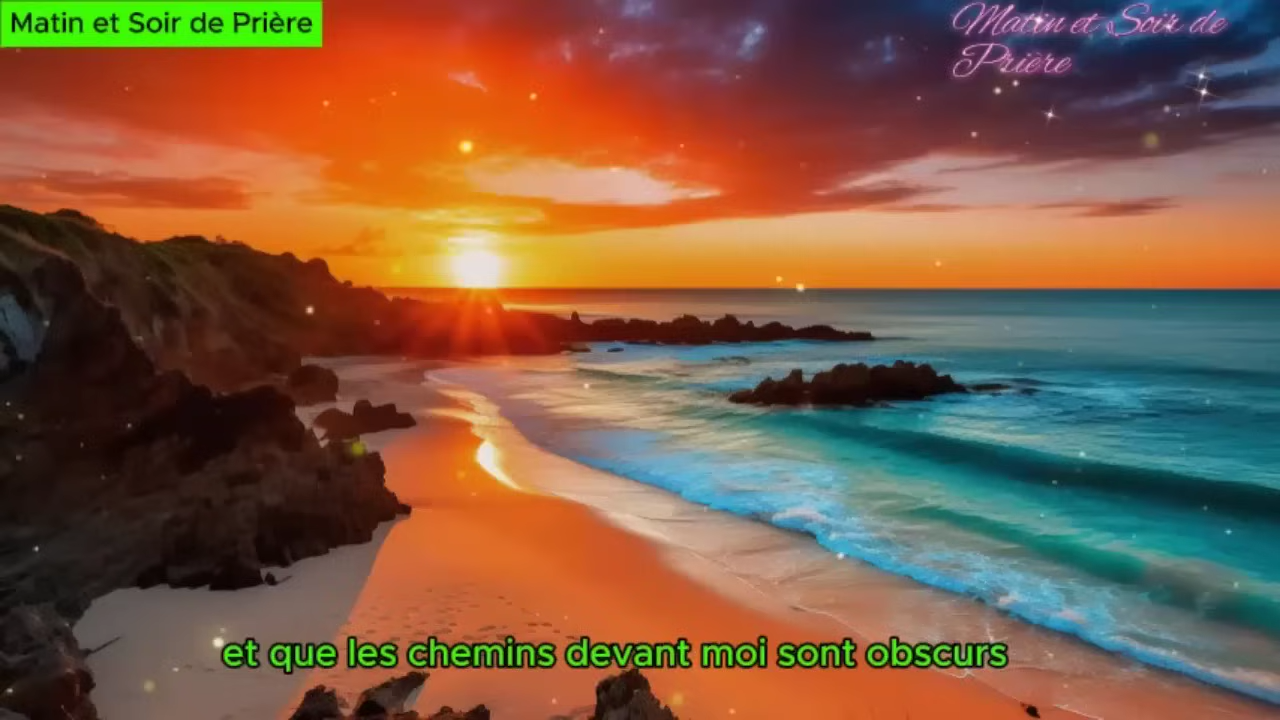 Matin et Soir de Prière
Matin et Soir de
Prière
et que les chemins devant moi sont obscurs